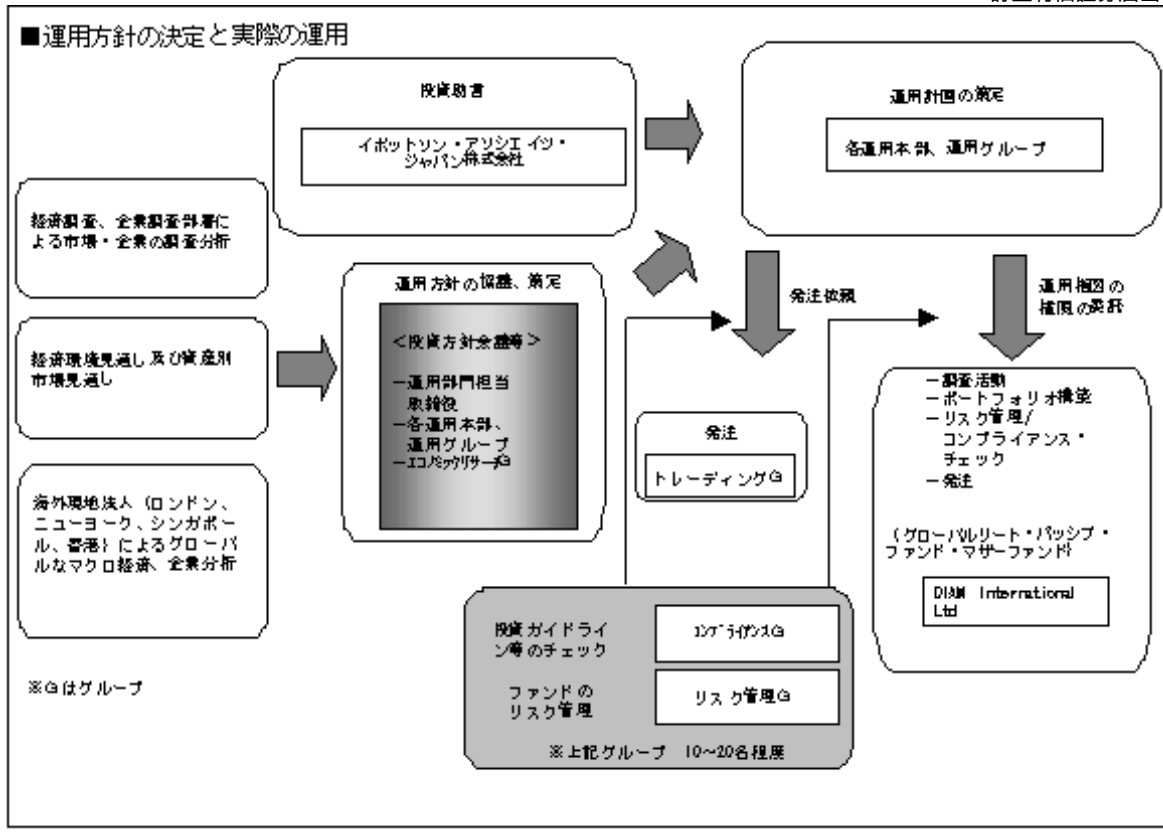 ■運用方針の決定と実際の運用
投資助言
イボットソン・アソシエイツ・
ジャパン株式会社
運用計画の策定
各運用本部、運用グループ
経済調査、企業調査部署に
よる市場・企業の調査分析
経済環境見通し及び資産別
市場見通し
海外現地法人（ロンドン、
ニューヨーク、シンガポー
ル、香港）によるグローバ
ルなマクロ経済、企業分析
※Gはグループ
運用方針の協議、策定
＜投資方針会議等＞
－運用部門担当
取締役
－各運用本部、
運用グループ
－エコノミックリサーチG
発注依頼
運用指図の
権限の委託
発注
トレーディングG
－調査活動
－ポートフォリオ構築
－リスク管理/
コンプライアンス・
チェック
－発注
（グローバルリート・パッシブ・
ファンド・マザーファンド）
DIAM International
Ltd
投資ガイドライ
ン等のチェック
コンプライアンスG
ファンドの
リスク管理
リスク管理G
※上記グループ 10～20名程度